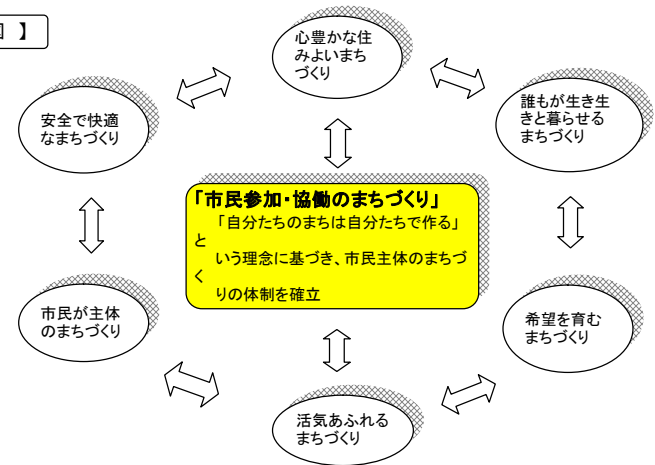 】
心豊かな住
みよいまち
づくり
安全で快適
なまちづくり
誰もが生き生
きと暮らせる
まちづくり
「市民参加・協働のまちづくり」
「自分たちのまちは自分たちで作る」
と
いう理念に基づき、市民主体のまちづ
く
りの体制を確立
市民が主体
のまちづくり
希望を育む
まちづくり
活気あふれる
まちづくり